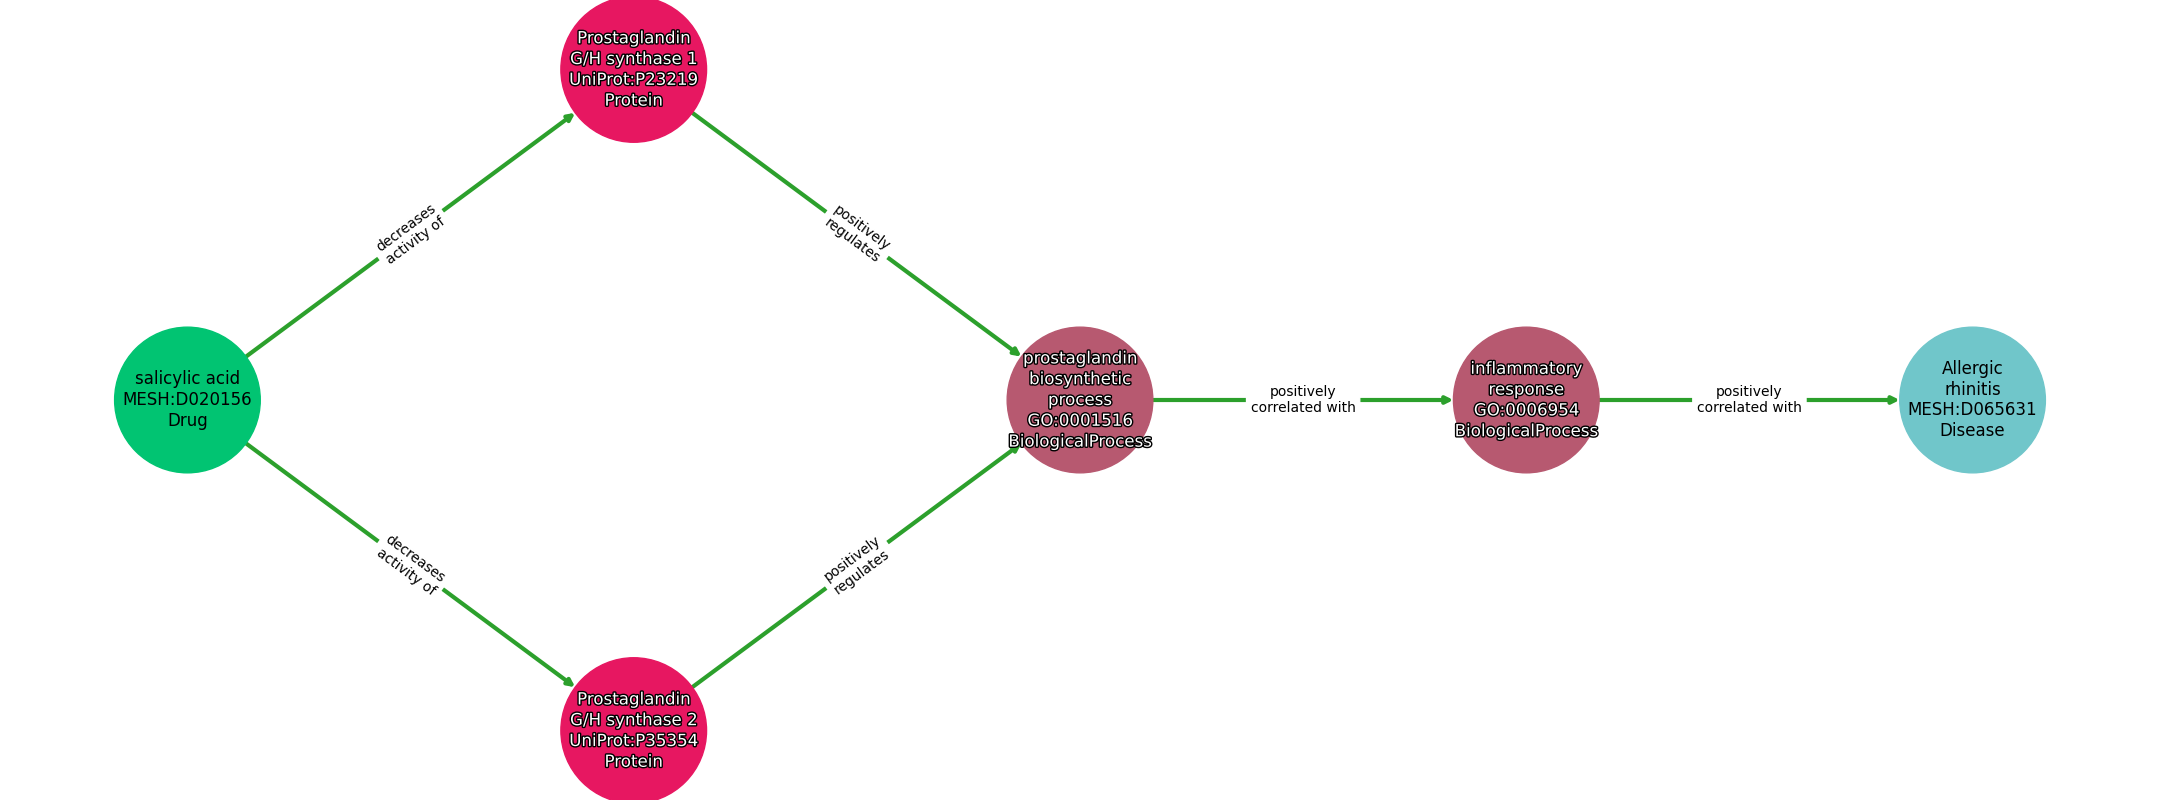 Prostaglandin
G/H synthase 1
UniProt:P23219
Protein
decreases
activity of
positively
regulates
salicylic acid
MESH:D020156
Drug
prostaglandin
biosynthetic
process
GO:0001516
BiologicalProcess
positively
correlated with
inflammatory
response
GO:0006954
BiologicalProcess
positively
correlated with
Allergic
rhinitis
MESH:D065631
Disease
decreases
activity of
positively
regulates
Prostaglandin
G/H synthase 2
UniProt:P35354
Protein